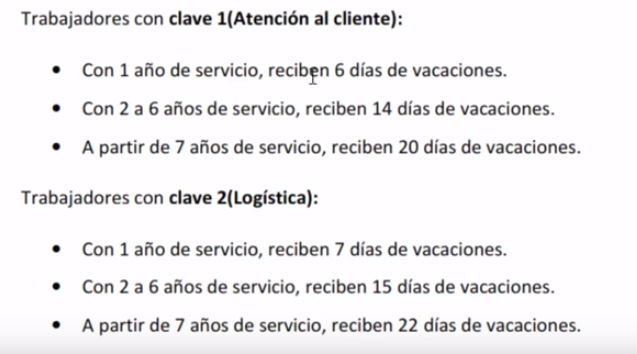 Trabajadores con clave 1(Atención al cliente):
• Con 1 año de servicio, reciben 6 días de vacaciones.
• Con 2 a 6 años de servicio, reciben 14 días de vacaciones.
• A partir de 7 años de servicio, reciben 20 días de vacaciones.
Trabajadores con clave 2(Logística):
• Con 1 año de servicio, reciben 7 días de vacaciones.
• Con 2 a 6 años de servicio, reciben 15 días de vacaciones.
• A partir de 7 años de servicio, reciben 22 días de vacaciones.